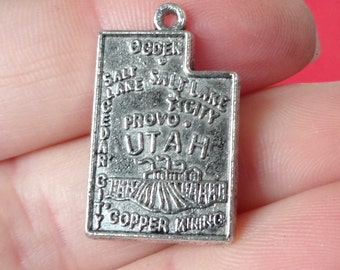 OGDEN
SALT LAKE
SALT LAKE CITY
PROVO
UTAH
CEDAR CITY
COPPER MINING